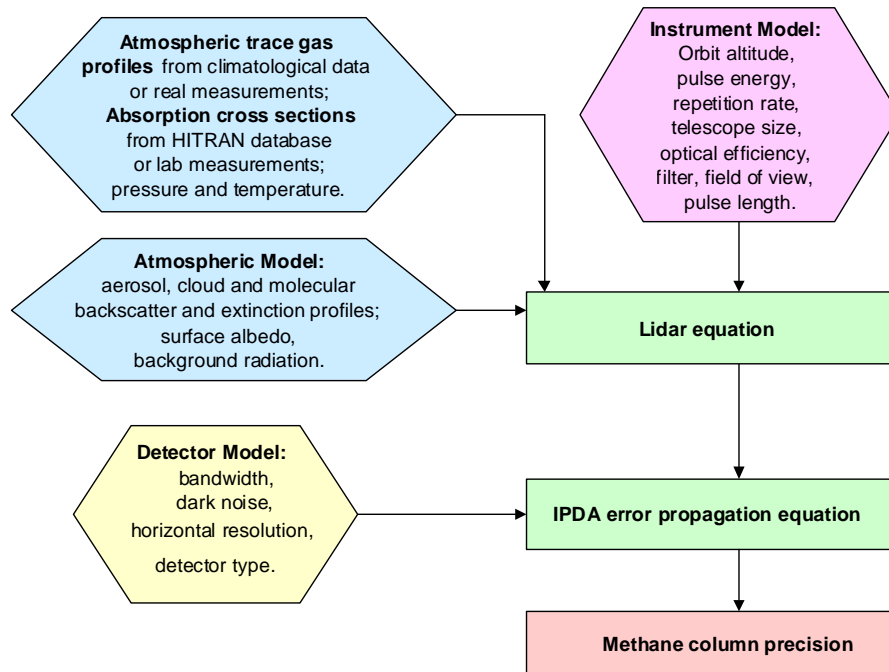 Atmospheric trace gas
profiles from climatological data
or real measurements;
Absorption cross sections
from HITRAN database
or lab measurements;
pressure and temperature.
Instrument Model:
Orbit altitude,
pulse energy,
repetition rate,
telescope size,
optical efficiency,
filter, field of view,
pulse length.
Atmospheric Model:
aerosol, cloud and molecular
backscatter and extinction profiles;
surface albedo,
background radiation.
Lidar equation
Detector Model:
bandwidth,
dark noise,
horizontal resolution,
detector type.
IPDA error propagation equation
Methane column precision